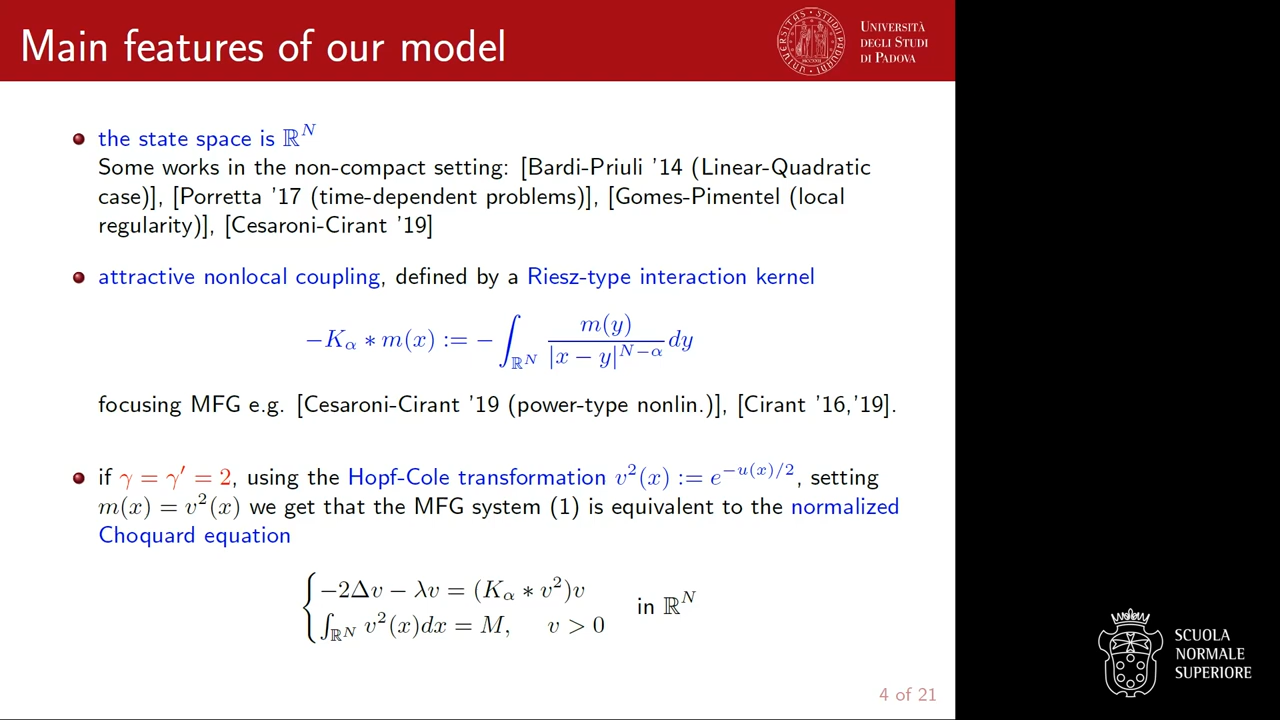 Main features of our model
UNIVERSITÀ
DEGLI STUDI
DI PADOVA
the state space is ℝ^N
Some works in the non-compact setting: [Bardi-Priuli '14 (Linear-Quadratic
case)], [Porretta '17 (time-dependent problems)], [Gomes-Pimentel (local
regularity)], [Cesaroni-Cirant '19]
attractive nonlocal coupling, defined by a Riesz-type interaction kernel
−K_α ∗ m(x) := − ∫_{ℝ^N} m(y) / |x − y|^{N−α} dy
focusing MFG e.g. [Cesaroni-Cirant '19 (power-type nonlin.)], [Cirant '16,'19].
if γ = γ′ = 2, using the Hopf-Cole transformation v²(x) := e^{−u(x)/2}, setting
m(x) = v²(x) we get that the MFG system (1) is equivalent to the normalized
Choquard equation
−2Δv − λv = (K_α ∗ v²)v
∫_{ℝ^N} v²(x)dx = M, v > 0
in ℝ^N
SCUOLA
NORMALE
SUPERIORE
4 of 21